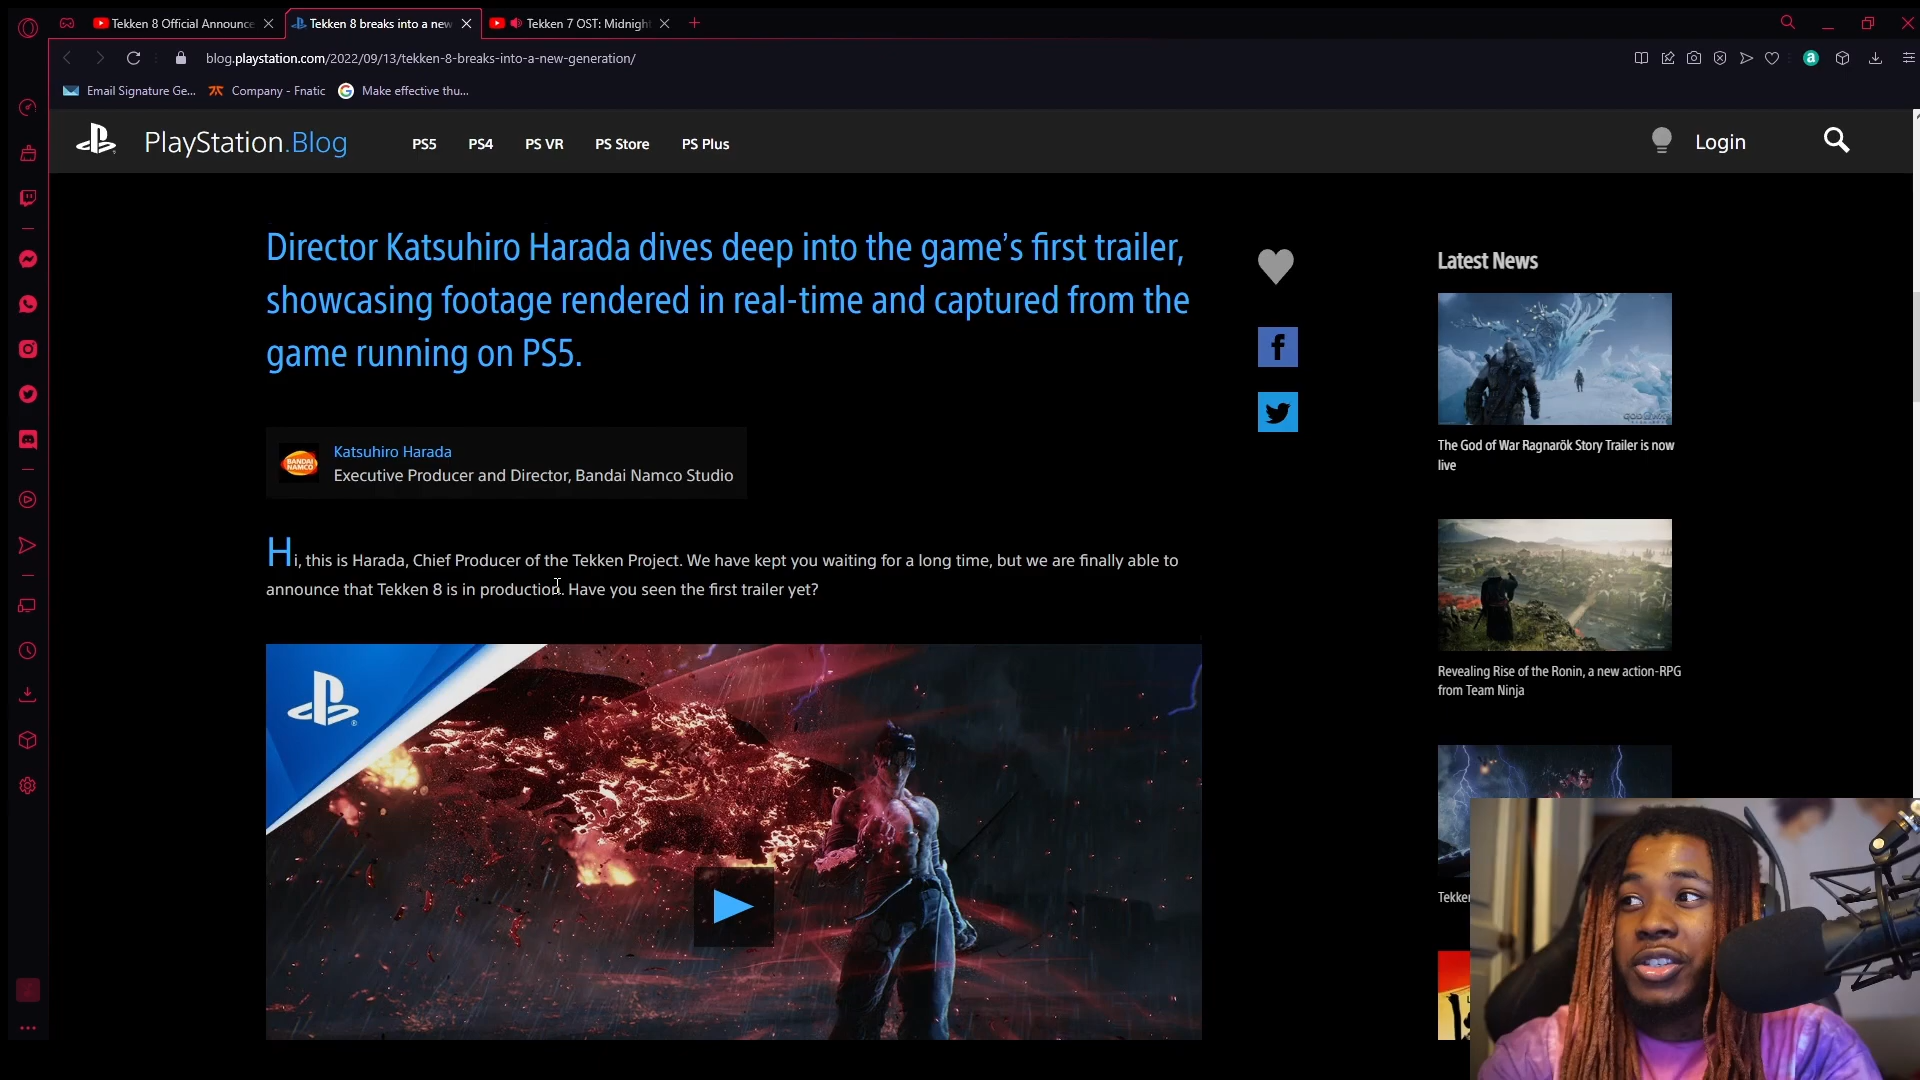 Tekken 8 Official Announce
Tekken 8 breaks into a new
Tekken 7 OST: Midnigh
blog.playstation.com/2022/09/13/tekken-8-breaks-into-a-new-generation/
Email Signature Ge...
Company - Fnatic
Make effective thu...
PlayStation.Blog
PS5
PS4
PS VR
PS Store
PS Plus
Login
Director Katsuhiro Harada dives deep into the game's first trailer,
showcasing footage rendered in real-time and captured from the
game running on PS5.
BANDAI
NAMCO
Katsuhiro Harada
Executive Producer and Director, Bandai Namco Studio
Hi, this is Harada, Chief Producer of the Tekken Project. We have kept you waiting for a long time, but we are finally able to
announce that Tekken 8 is in production. Have you seen the first trailer yet?
Latest News
The God of War Ragnarök Story Trailer is now
live
Revealing Rise of the Ronin, a new action-RPG
from Team Ninja
Tekke